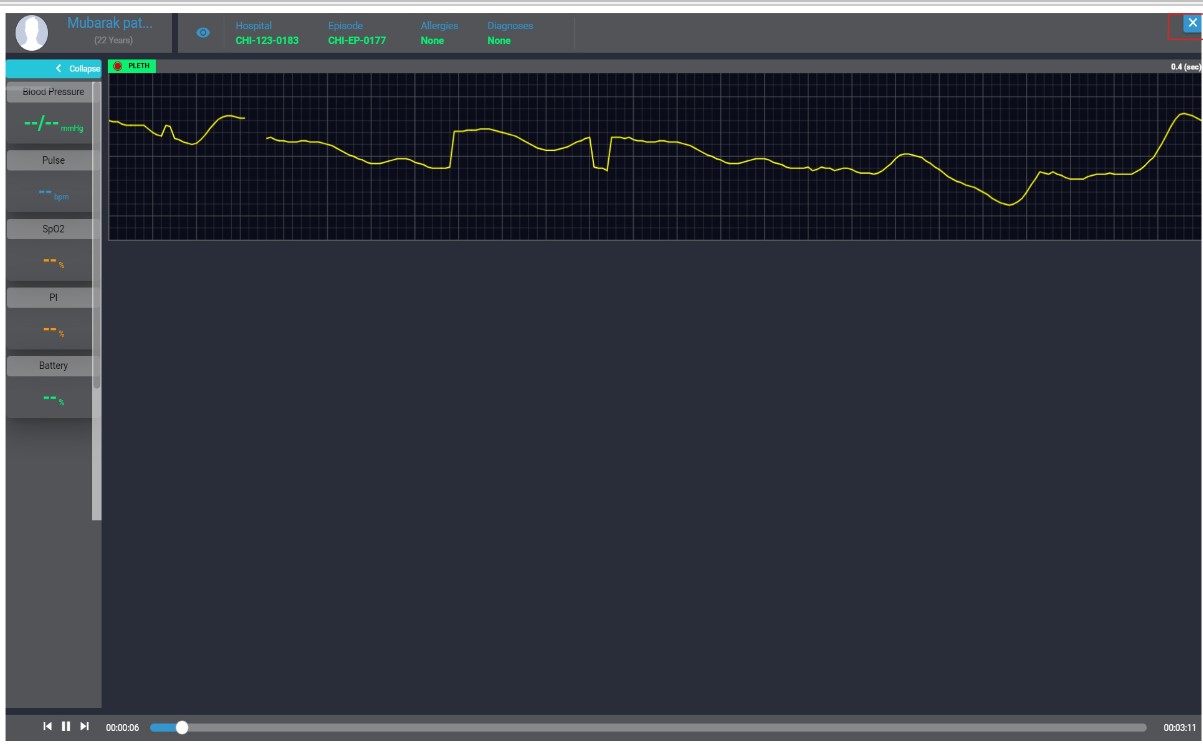 Mubarak pat...
(22 Years)
Hospital
CHI-123-0183
Episode
CHI-EP-0177
Allergies
None
Diagnoses
None
Collapse
PLETH
0.4 (sec)
Blood Pressure
--/-- mmHg
Pulse
-- bpm
SpO2
-- %
PI
-- %
Battery
-- %
00:00:06
00:03:11